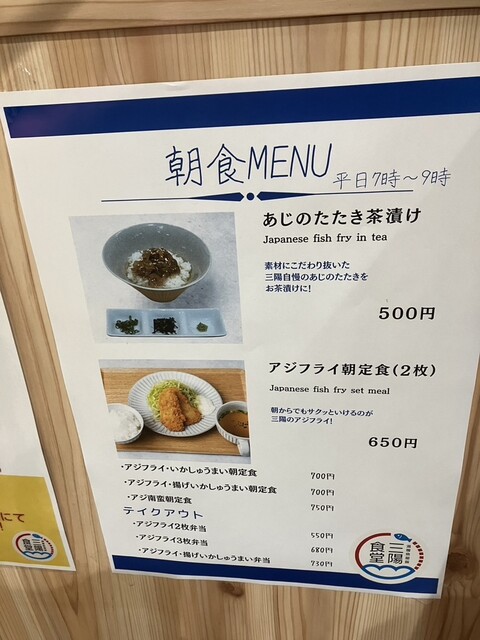 朝食MENU
平日7時～9時
あじのたたき茶漬け
Japanese fish fry in tea
素材にこだわり抜いた
三陽自慢のあじのたたきを
お茶漬けに!
500円
アジフライ朝定食(2枚)
Japanese fish fry set meal
朝からでもサクッといけるのが
三陽のアジフライ!
650円
・アジフライ・いかしゅうまい朝定食 700円
・アジフライ・揚げいかしゅうまい朝定食 700円
・アジ南蛮朝定食 750円
テイクアウト
・アジフライ2枚弁当 550円
・アジフライ3枚弁当 680円
・アジフライ・揚げいかしゅうまい弁当 730円
三陽
食堂
にて
三陽
食堂